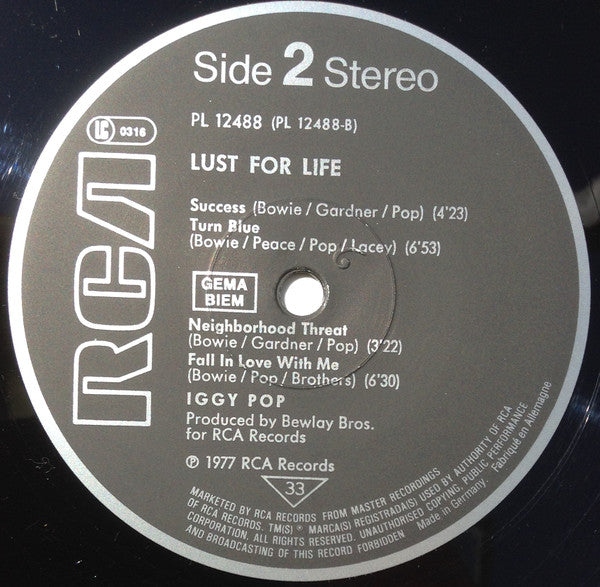 Side 2 Stereo
PL 12488 (PL 12488-B)
LC 0316
LUST FOR LIFE
RCA
Success (Bowie / Gardner / Pop) (4'23)
Turn Blue
(Bowie / Peace / Pop / Lacey) (6'53)
GEMA
BIEM
Neighborhood Threat
(Bowie / Gardner / Pop) (3'22)
Fall In Love With Me
(Bowie / Pop / Brothers) (6'30)
IGGY POP
Produced by Bewlay Bros.
for RCA Records
℗ 1977 RCA Records
33
MARKETED BY RCA RECORDS FROM MASTER RECORDINGS
OF RCA RECORDS. TM(S) ® MARCA(S) REGISTRADA(S) USED BY AUTHORITY OF RCA
CORPORATION. ALL RIGHTS RESERVED. UNAUTHORISED COPYING, PUBLIC PERFORMANCE
AND BROADCASTING OF THIS RECORD FORBIDDEN
Made in Germany. Fabriqué en Allemagne